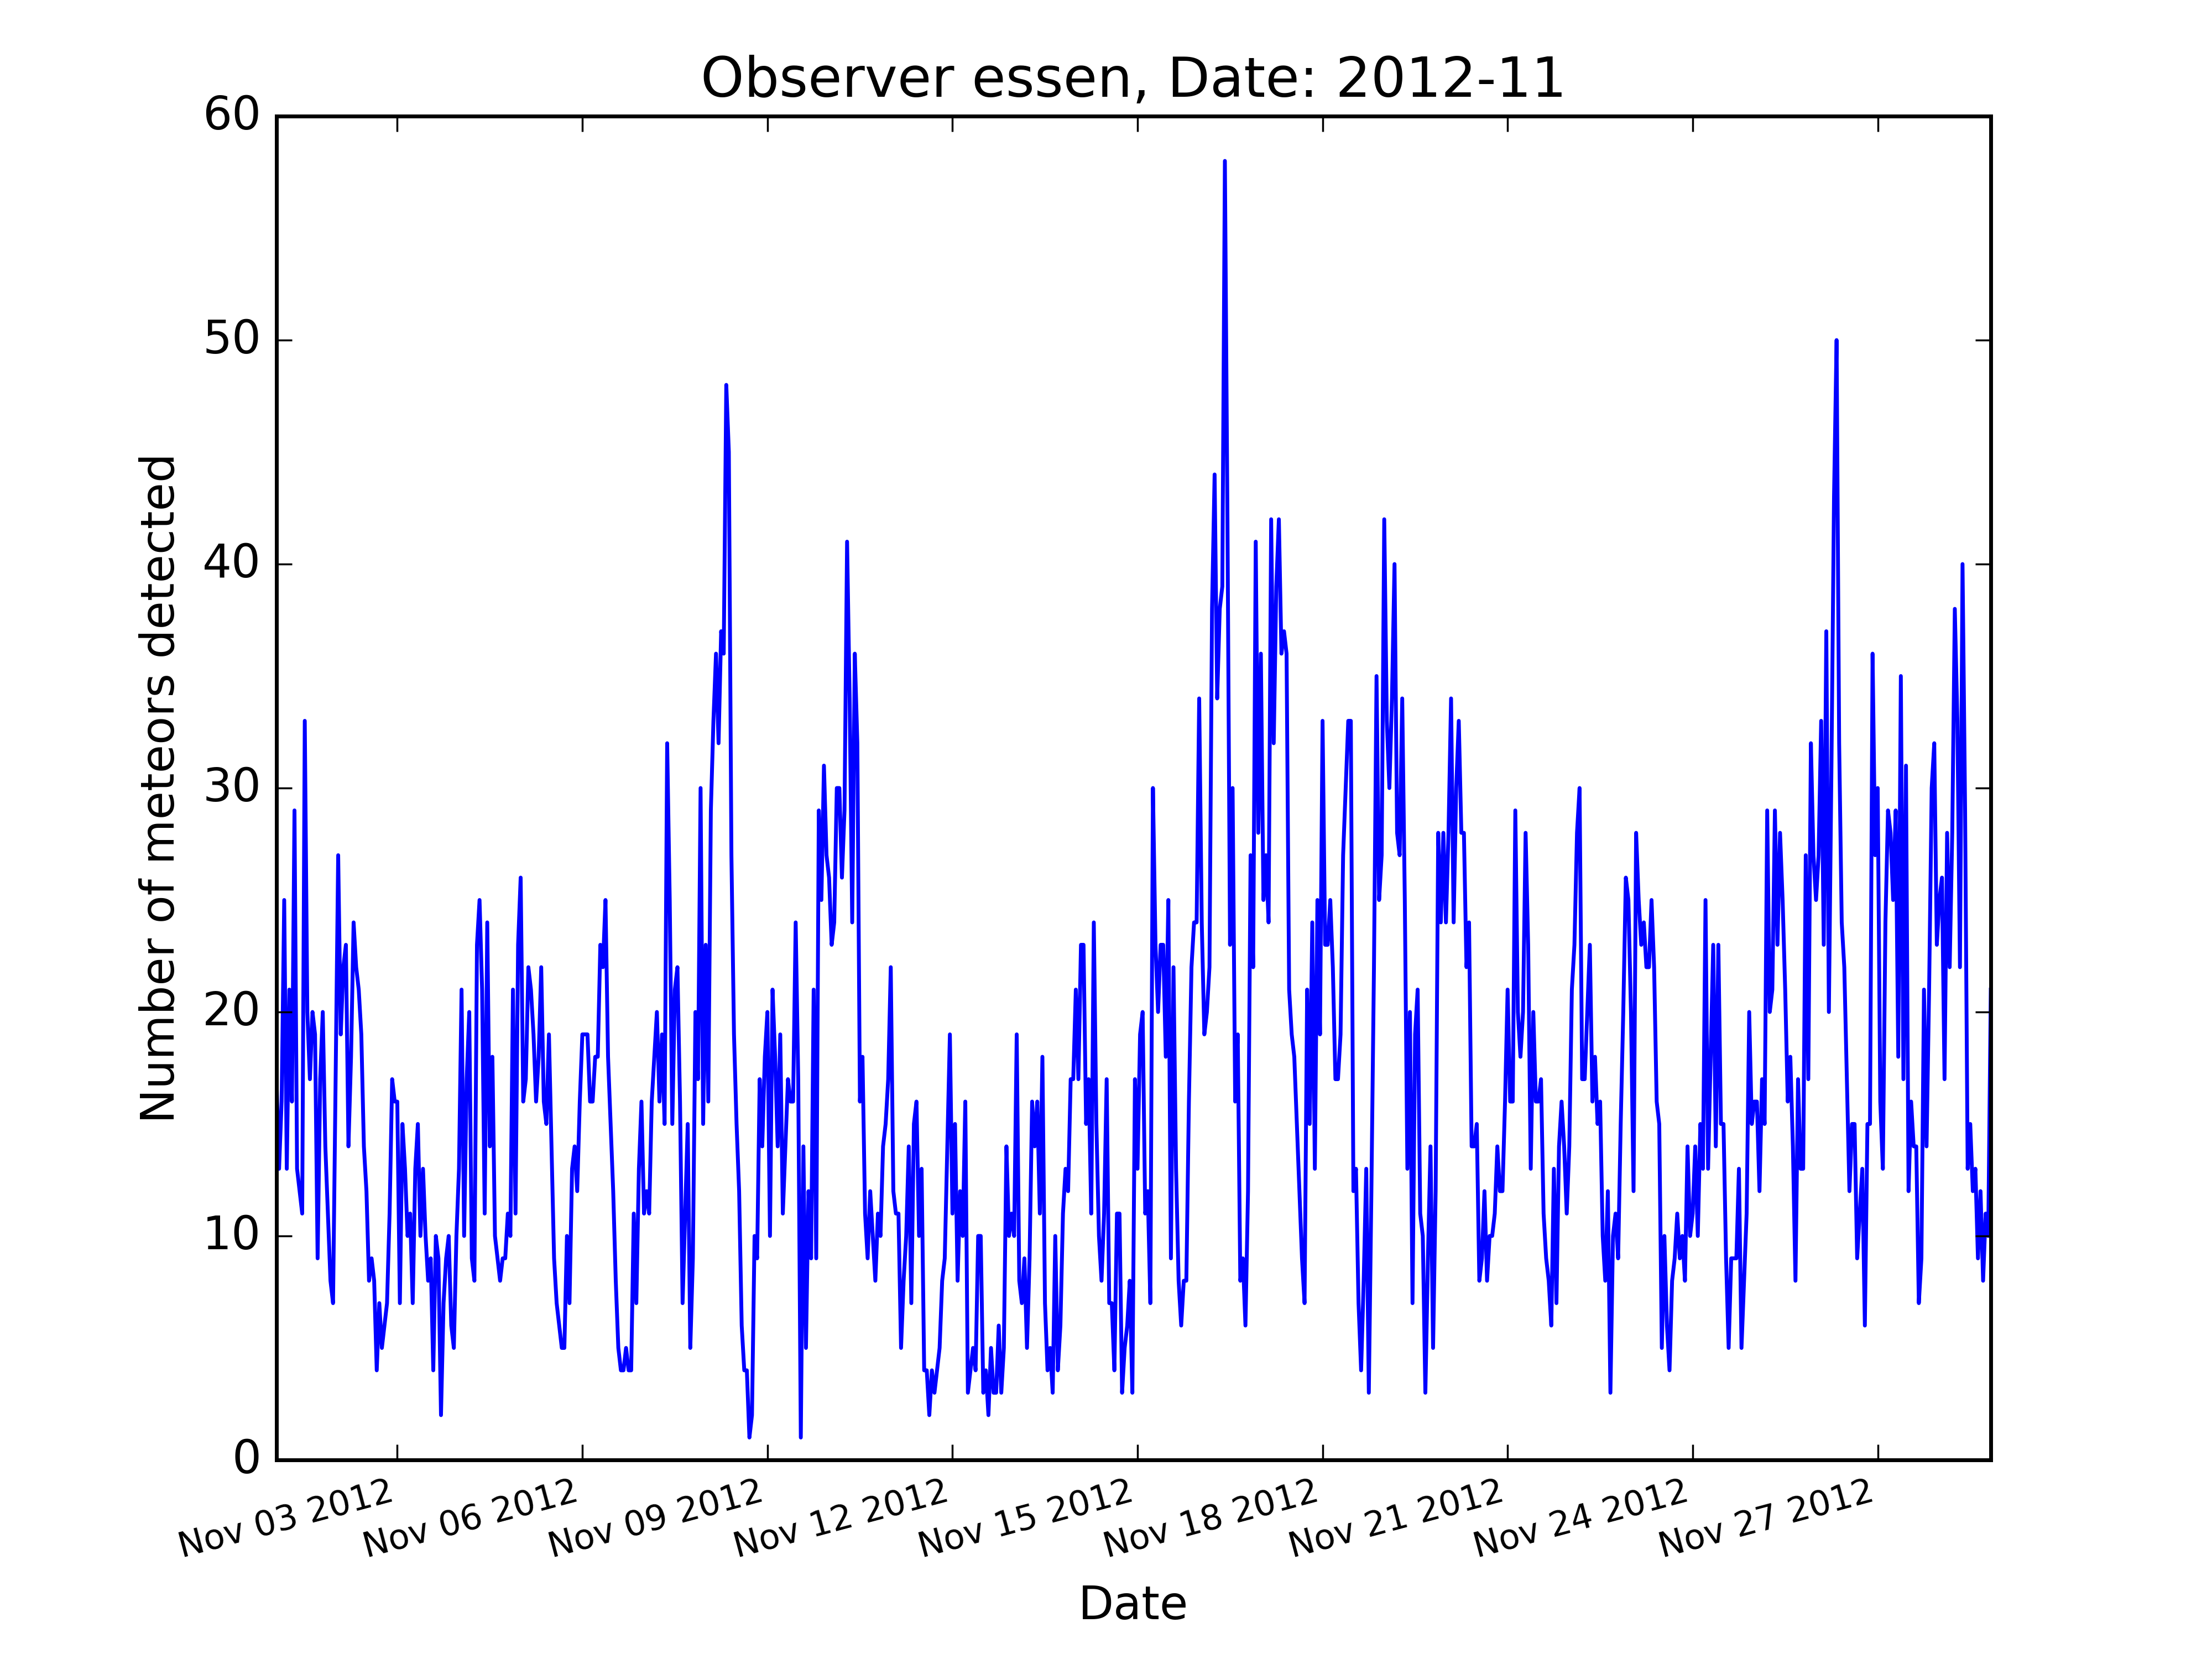 Observer essen, Date: 2012-11
60
50
40
30
20
10
0
Number of meteors detected
Nov 03 2012
Nov 06 2012
Nov 09 2012
Nov 12 2012
Nov 15 2012
Nov 18 2012
Nov 21 2012
Nov 24 2012
Nov 27 2012
Date